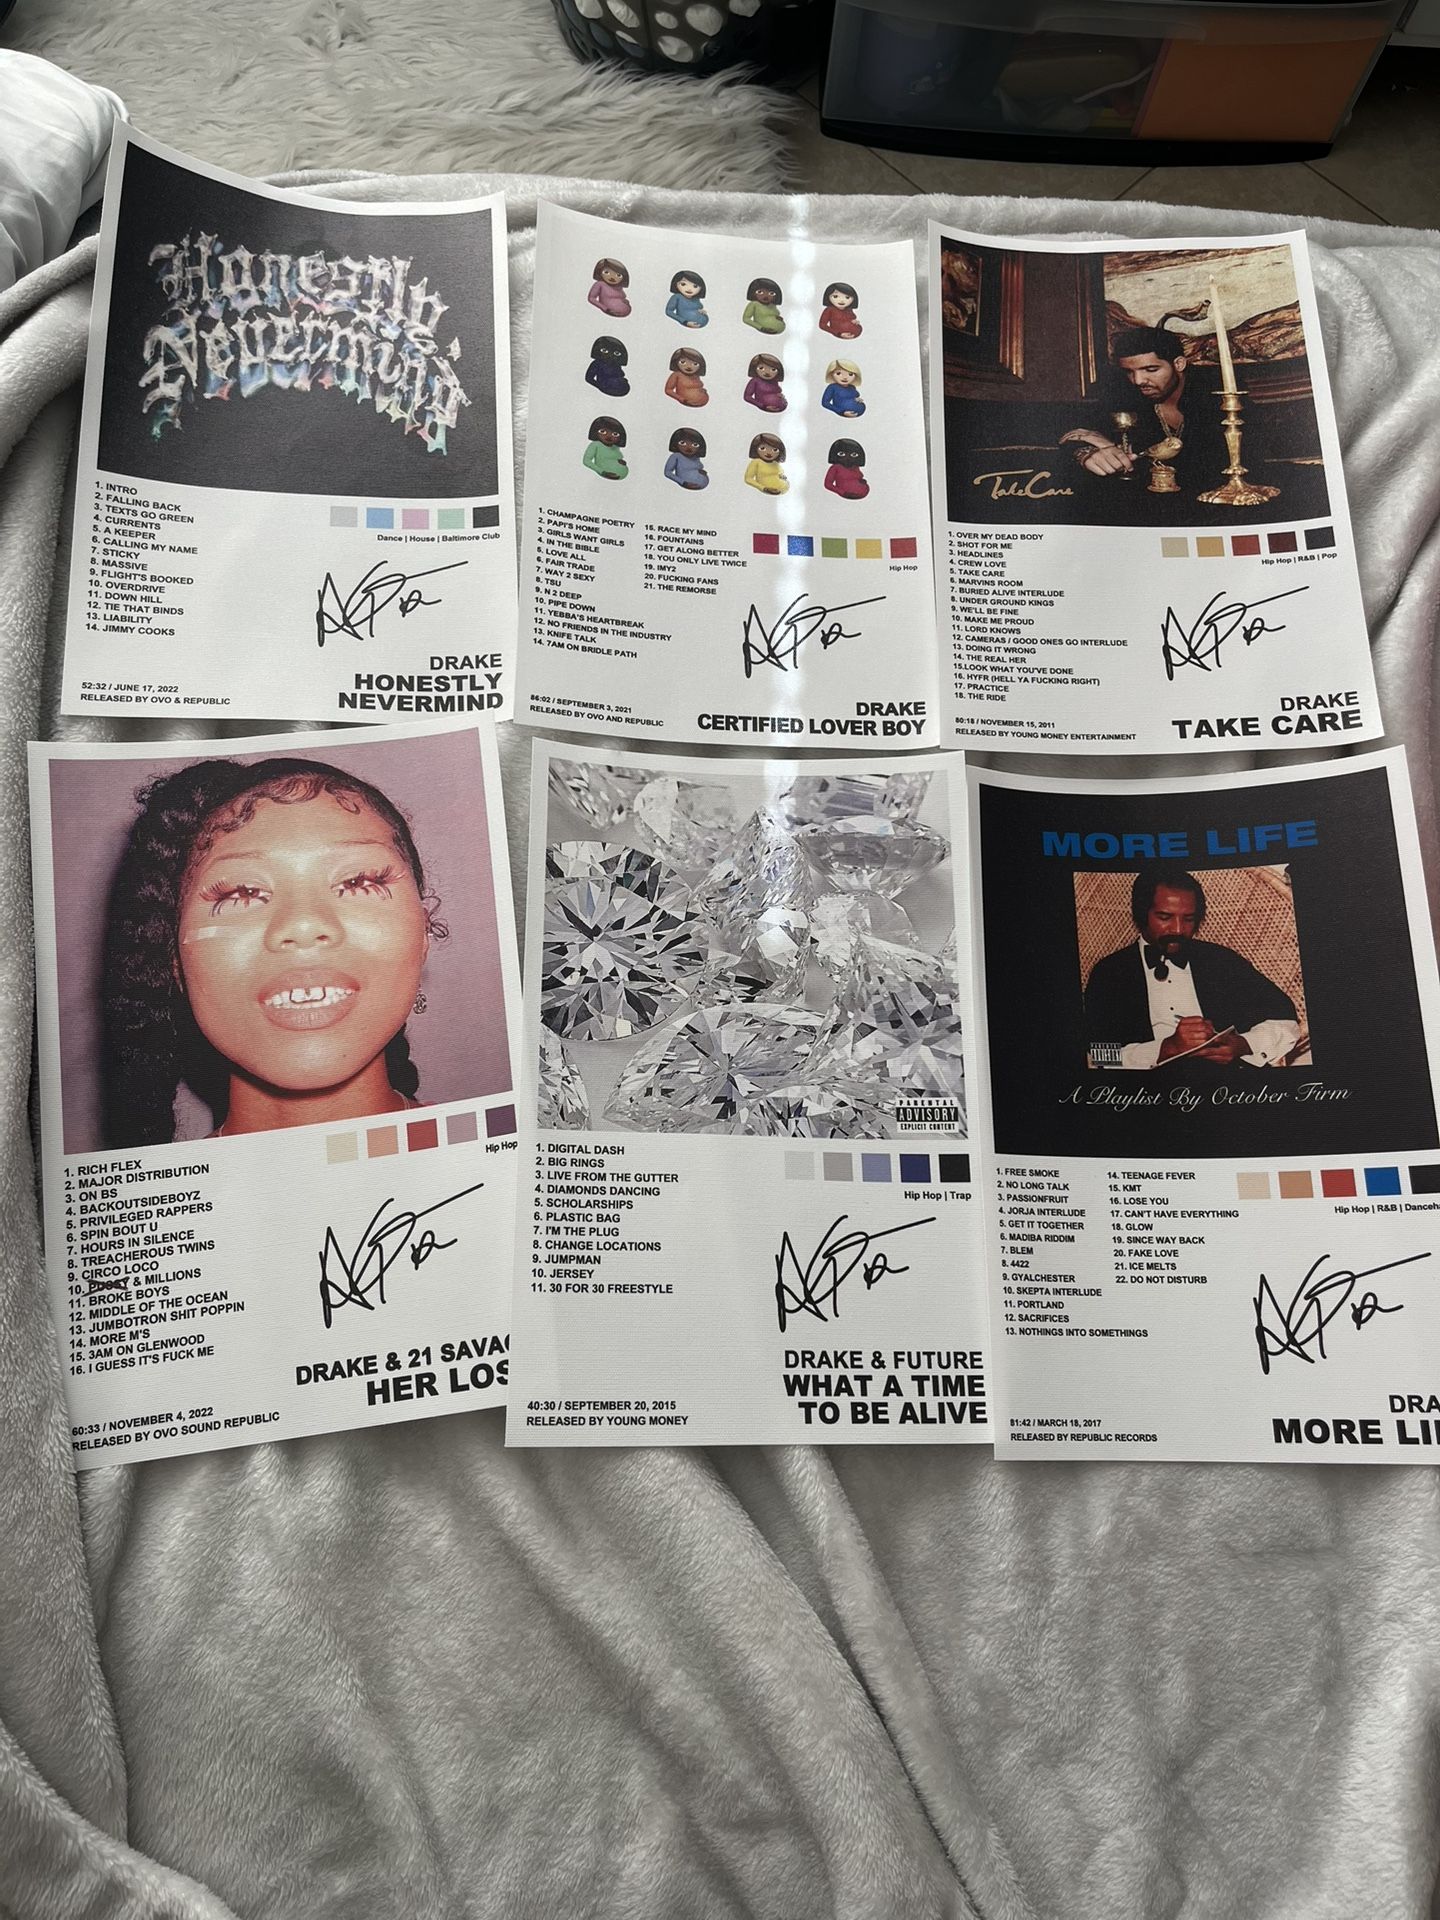 Honestly
Nevermind
1. INTRO
2. FALLING BACK
3. TEXTS GO GREEN
4. CURRENTS
5. A KEEPER
6. CALLING MY NAME
7. STICKY
8. MASSIVE
9. FLIGHT'S BOOKED
10. OVERDRIVE
11. DOWN HILL
12. TIE THAT BINDS
13. LIABILITY
14. JIMMY COOKS
Dance | House | Baltimore Club
52:32 / JUNE 17, 2022
RELEASED BY OVO & REPUBLIC
DRAKE
HONESTLY
NEVERMIND
1. CHAMPAGNE POETRY
2. PAPI'S HOME
3. GIRLS WANT GIRLS
4. IN THE BIBLE
5. LOVE ALL
6. FAIR TRADE
7. WAY 2 SEXY
8. TSU
9. N 2 DEEP
10. PIPE DOWN
11. YEBBA'S HEARTBREAK
12. NO FRIENDS IN THE INDUSTRY
13. KNIFE TALK
14. 7AM ON BRIDLE PATH
15. RACE MY MIND
16. FOUNTAINS
17. GET ALONG BETTER
18. YOU ONLY LIVE TWICE
19. IMY2
20. FUCKING FANS
21. THE REMORSE
Hip Hop
86:02 / SEPTEMBER 3, 2021
RELEASED BY OVO AND REPUBLIC
DRAKE
CERTIFIED LOVER BOY
Take Care
1. OVER MY DEAD BODY
2. SHOT FOR ME
3. HEADLINES
4. CREW LOVE
5. TAKE CARE
6. MARVINS ROOM
7. BURIED ALIVE INTERLUDE
8. UNDER GROUND KINGS
9. WE'LL BE FINE
10. MAKE ME PROUD
11. LORD KNOWS
12. CAMERAS / GOOD ONES GO INTERLUDE
13. DOING IT WRONG
14. THE REAL HER
15.LOOK WHAT YOU'VE DONE
16. HYFR (HELL YA FUCKING RIGHT)
17. PRACTICE
18. THE RIDE
Hip Hop | R&B | Pop
80:18 / NOVEMBER 15, 2011
RELEASED BY YOUNG MONEY ENTERTAINMENT
DRAKE
TAKE CARE
1. RICH FLEX
2. MAJOR DISTRIBUTION
3. ON BS
4. BACKOUTSIDEBOYZ
5. PRIVILEGED RAPPERS
6. SPIN BOUT U
7. HOURS IN SILENCE
8. TREACHEROUS TWINS
9. CIRCO LOCO
10. PUSSY & MILLIONS
11. BROKE BOYS
12. MIDDLE OF THE OCEAN
13. JUMBOTRON SHIT POPPIN
14. MORE M'S
15. 3AM ON GLENWOOD
16. I GUESS IT'S FUCK ME
Hip Hop
60:33 / NOVEMBER 4, 2022
RELEASED BY OVO SOUND REPUBLIC
DRAKE & 21 SAVAG
HER LOS
PARENTAL
ADVISORY
EXPLICIT CONTENT
1. DIGITAL DASH
2. BIG RINGS
3. LIVE FROM THE GUTTER
4. DIAMONDS DANCING
5. SCHOLARSHIPS
6. PLASTIC BAG
7. I'M THE PLUG
8. CHANGE LOCATIONS
9. JUMPMAN
10. JERSEY
11. 30 FOR 30 FREESTYLE
Hip Hop | Trap
40:30 / SEPTEMBER 20, 2015
RELEASED BY YOUNG MONEY
DRAKE & FUTURE
WHAT A TIME
TO BE ALIVE
MORE LIFE
PARENTAL
ADVISORY
A Playlist By October Firm
1. FREE SMOKE
2. NO LONG TALK
3. PASSIONFRUIT
4. JORJA INTERLUDE
5. GET IT TOGETHER
6. MADIBA RIDDIM
7. BLEM
8. 4422
9. GYALCHESTER
10. SKEPTA INTERLUDE
11. PORTLAND
12. SACRIFICES
13. NOTHINGS INTO SOMETHINGS
14. TEENAGE FEVER
15. KMT
16. LOSE YOU
17. CAN'T HAVE EVERYTHING
18. GLOW
19. SINCE WAY BACK
20. FAKE LOVE
21. ICE MELTS
22. DO NOT DISTURB
Hip Hop | R&B | Danceha
81:42 / MARCH 18, 2017
RELEASED BY REPUBLIC RECORDS
DRA
MORE LI